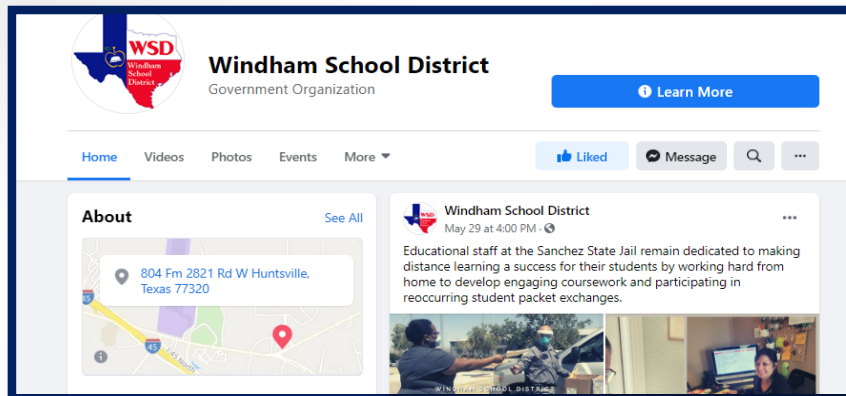 WSD
Windham
School
District
Windham School District
Government Organization
Learn More
Home Videos Photos Events More
Liked Message
About See All
804 Fm 2821 Rd W Huntsville,
Texas 77320
45
45
I 45 North
Windham School District
May 29 at 4:00 PM ·
Educational staff at the Sanchez State Jail remain dedicated to making
distance learning a success for their students by working hard from
home to develop engaging coursework and participating in
reoccurring student packet exchanges.
WINDHAM SCHOOL DISTRICT